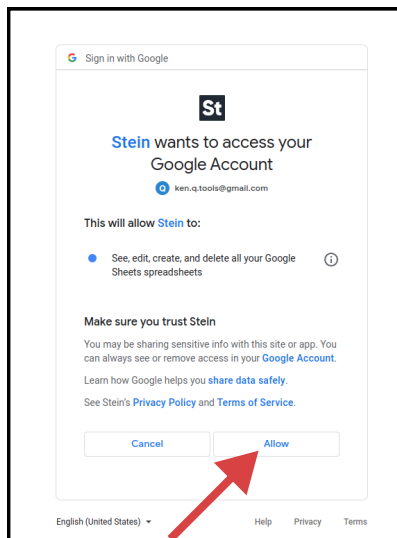 Sign in with Google
St
Stein wants to access your
Google Account
Q ken.q.tools@gmail.com
This will allow Stein to:
See, edit, create, and delete all your Google
Sheets spreadsheets
Make sure you trust Stein
You may be sharing sensitive info with this site or app. You
can always see or remove access in your Google Account.
Learn how Google helps you share data safely.
See Stein's Privacy Policy and Terms of Service.
Cancel Allow
English (United States) Help Privacy Terms